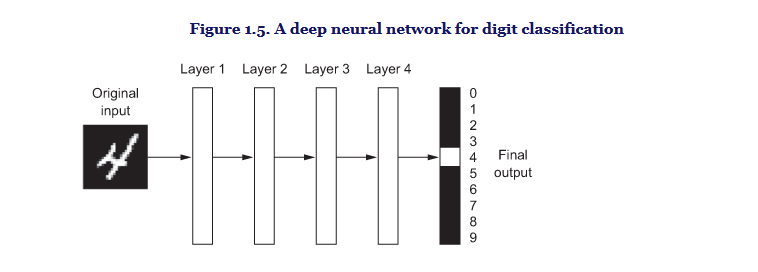 Figure 1.5. A deep neural network for digit classification
Layer 1 Layer 2 Layer 3 Layer 4
Original
input
4
0
1
2
3
4
5
6
7
8
9
Final
output